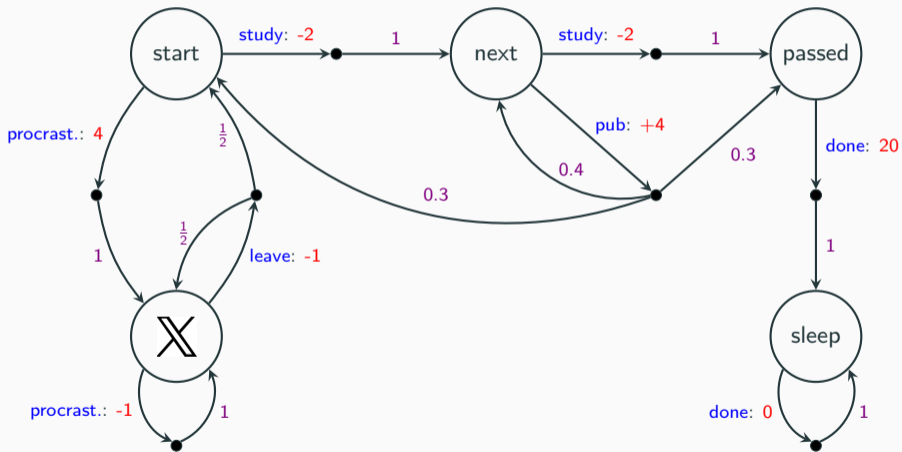 study: -2
1
study: -2
1
start
next
passed
procrast.: 4
1/2
pub: +4
done: 20
0.3
0.4
0.3
1
leave: -1
1/2
1
𝕏
sleep
procrast.: -1
1
done: 0
1